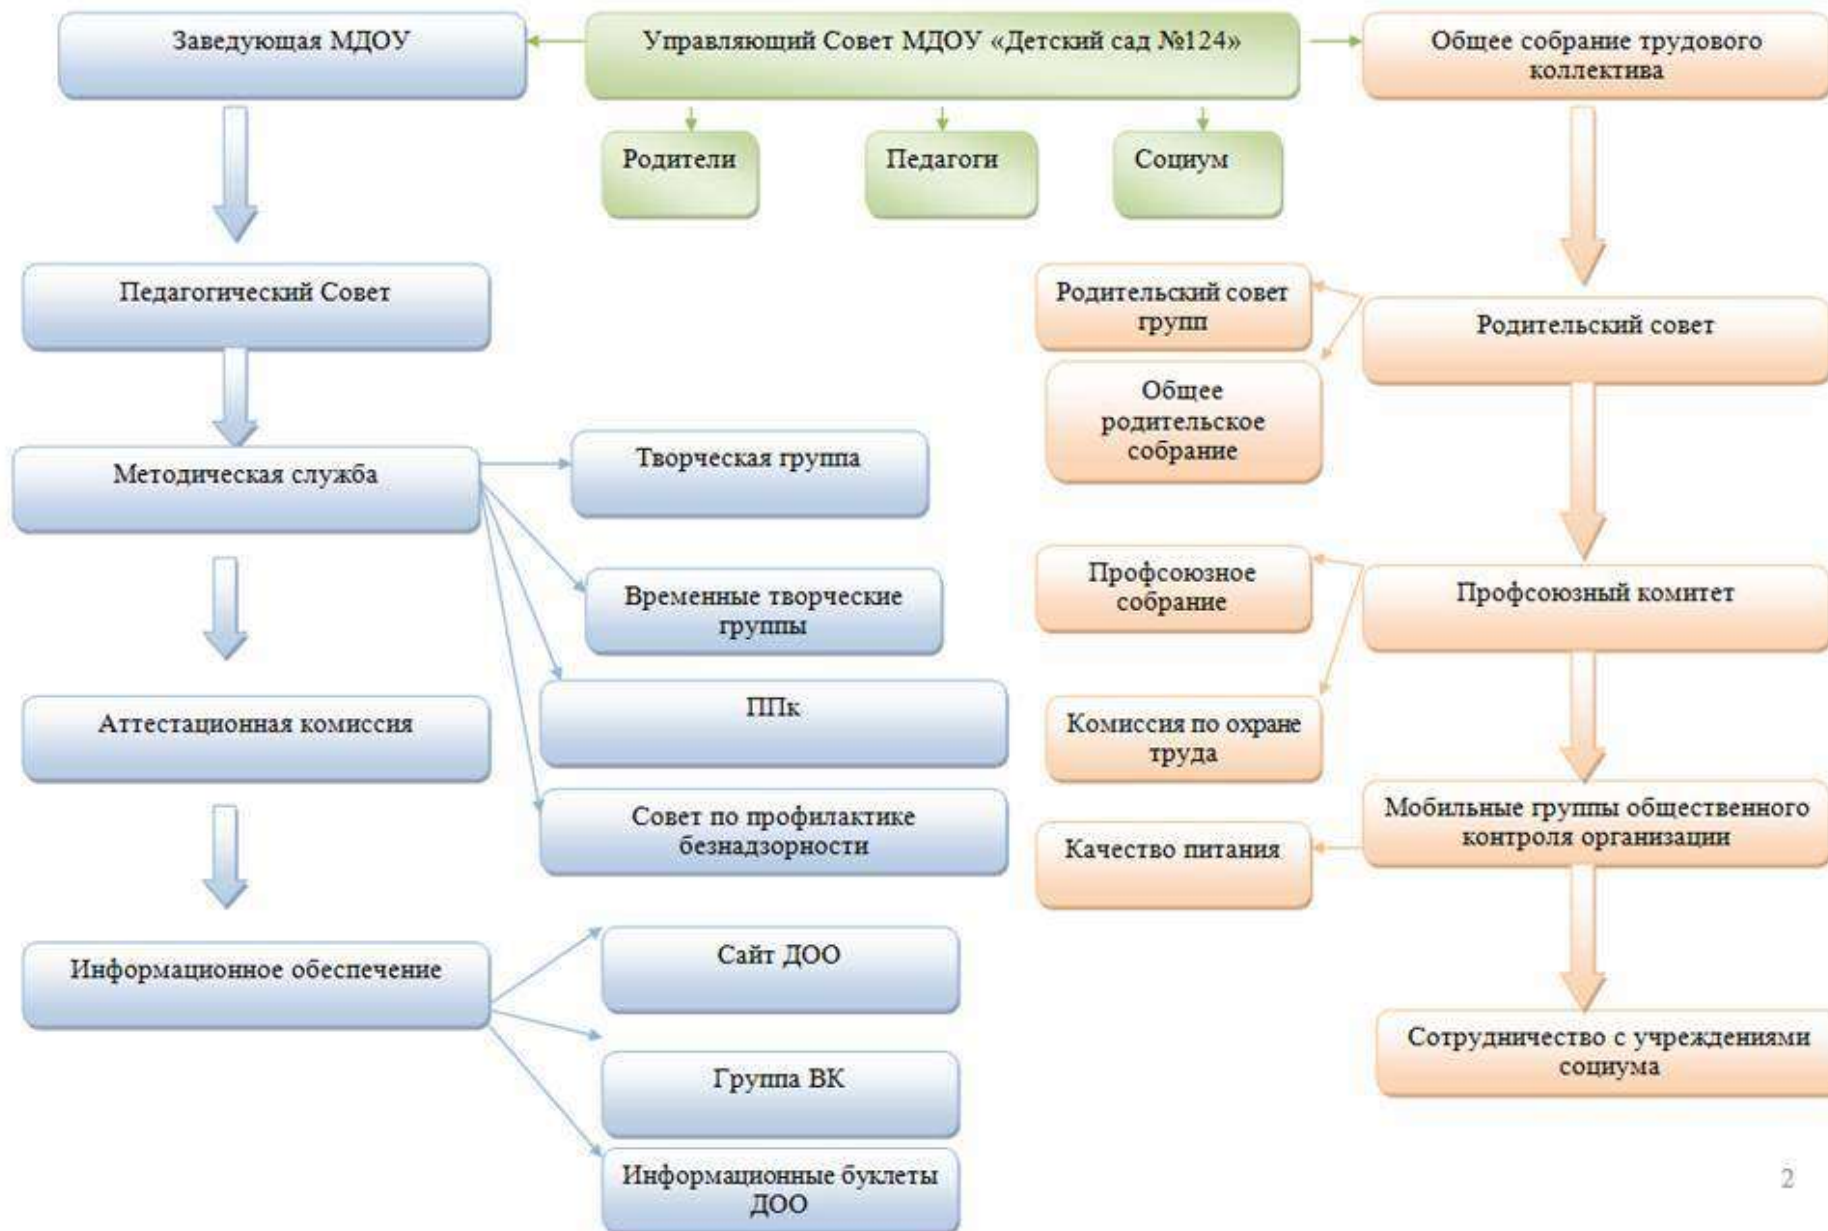 Заведующая МДОУ
Управляющий Совет МДОУ «Детский сад №124»
Общее собрание трудового
коллектива
Родители
Педагоги
Социум
Педагогический Совет
Родительский совет
групп
Родительский совет
Общее
родительское
собрание
Методическая служба
Творческая группа
Временные творческие
группы
Профсоюзное
собрание
Профсоюзный комитет
Аттестационная комиссия
ППк
Комиссия по охране
труда
Совет по профилактике
безнадзорности
Мобильные группы общественного
контроля организации
Качество питания
Информационное обеспечение
Сайт ДОО
Группа ВК
Информационные буклеты
ДОО
Сотрудничество с учреждениями
социума
2